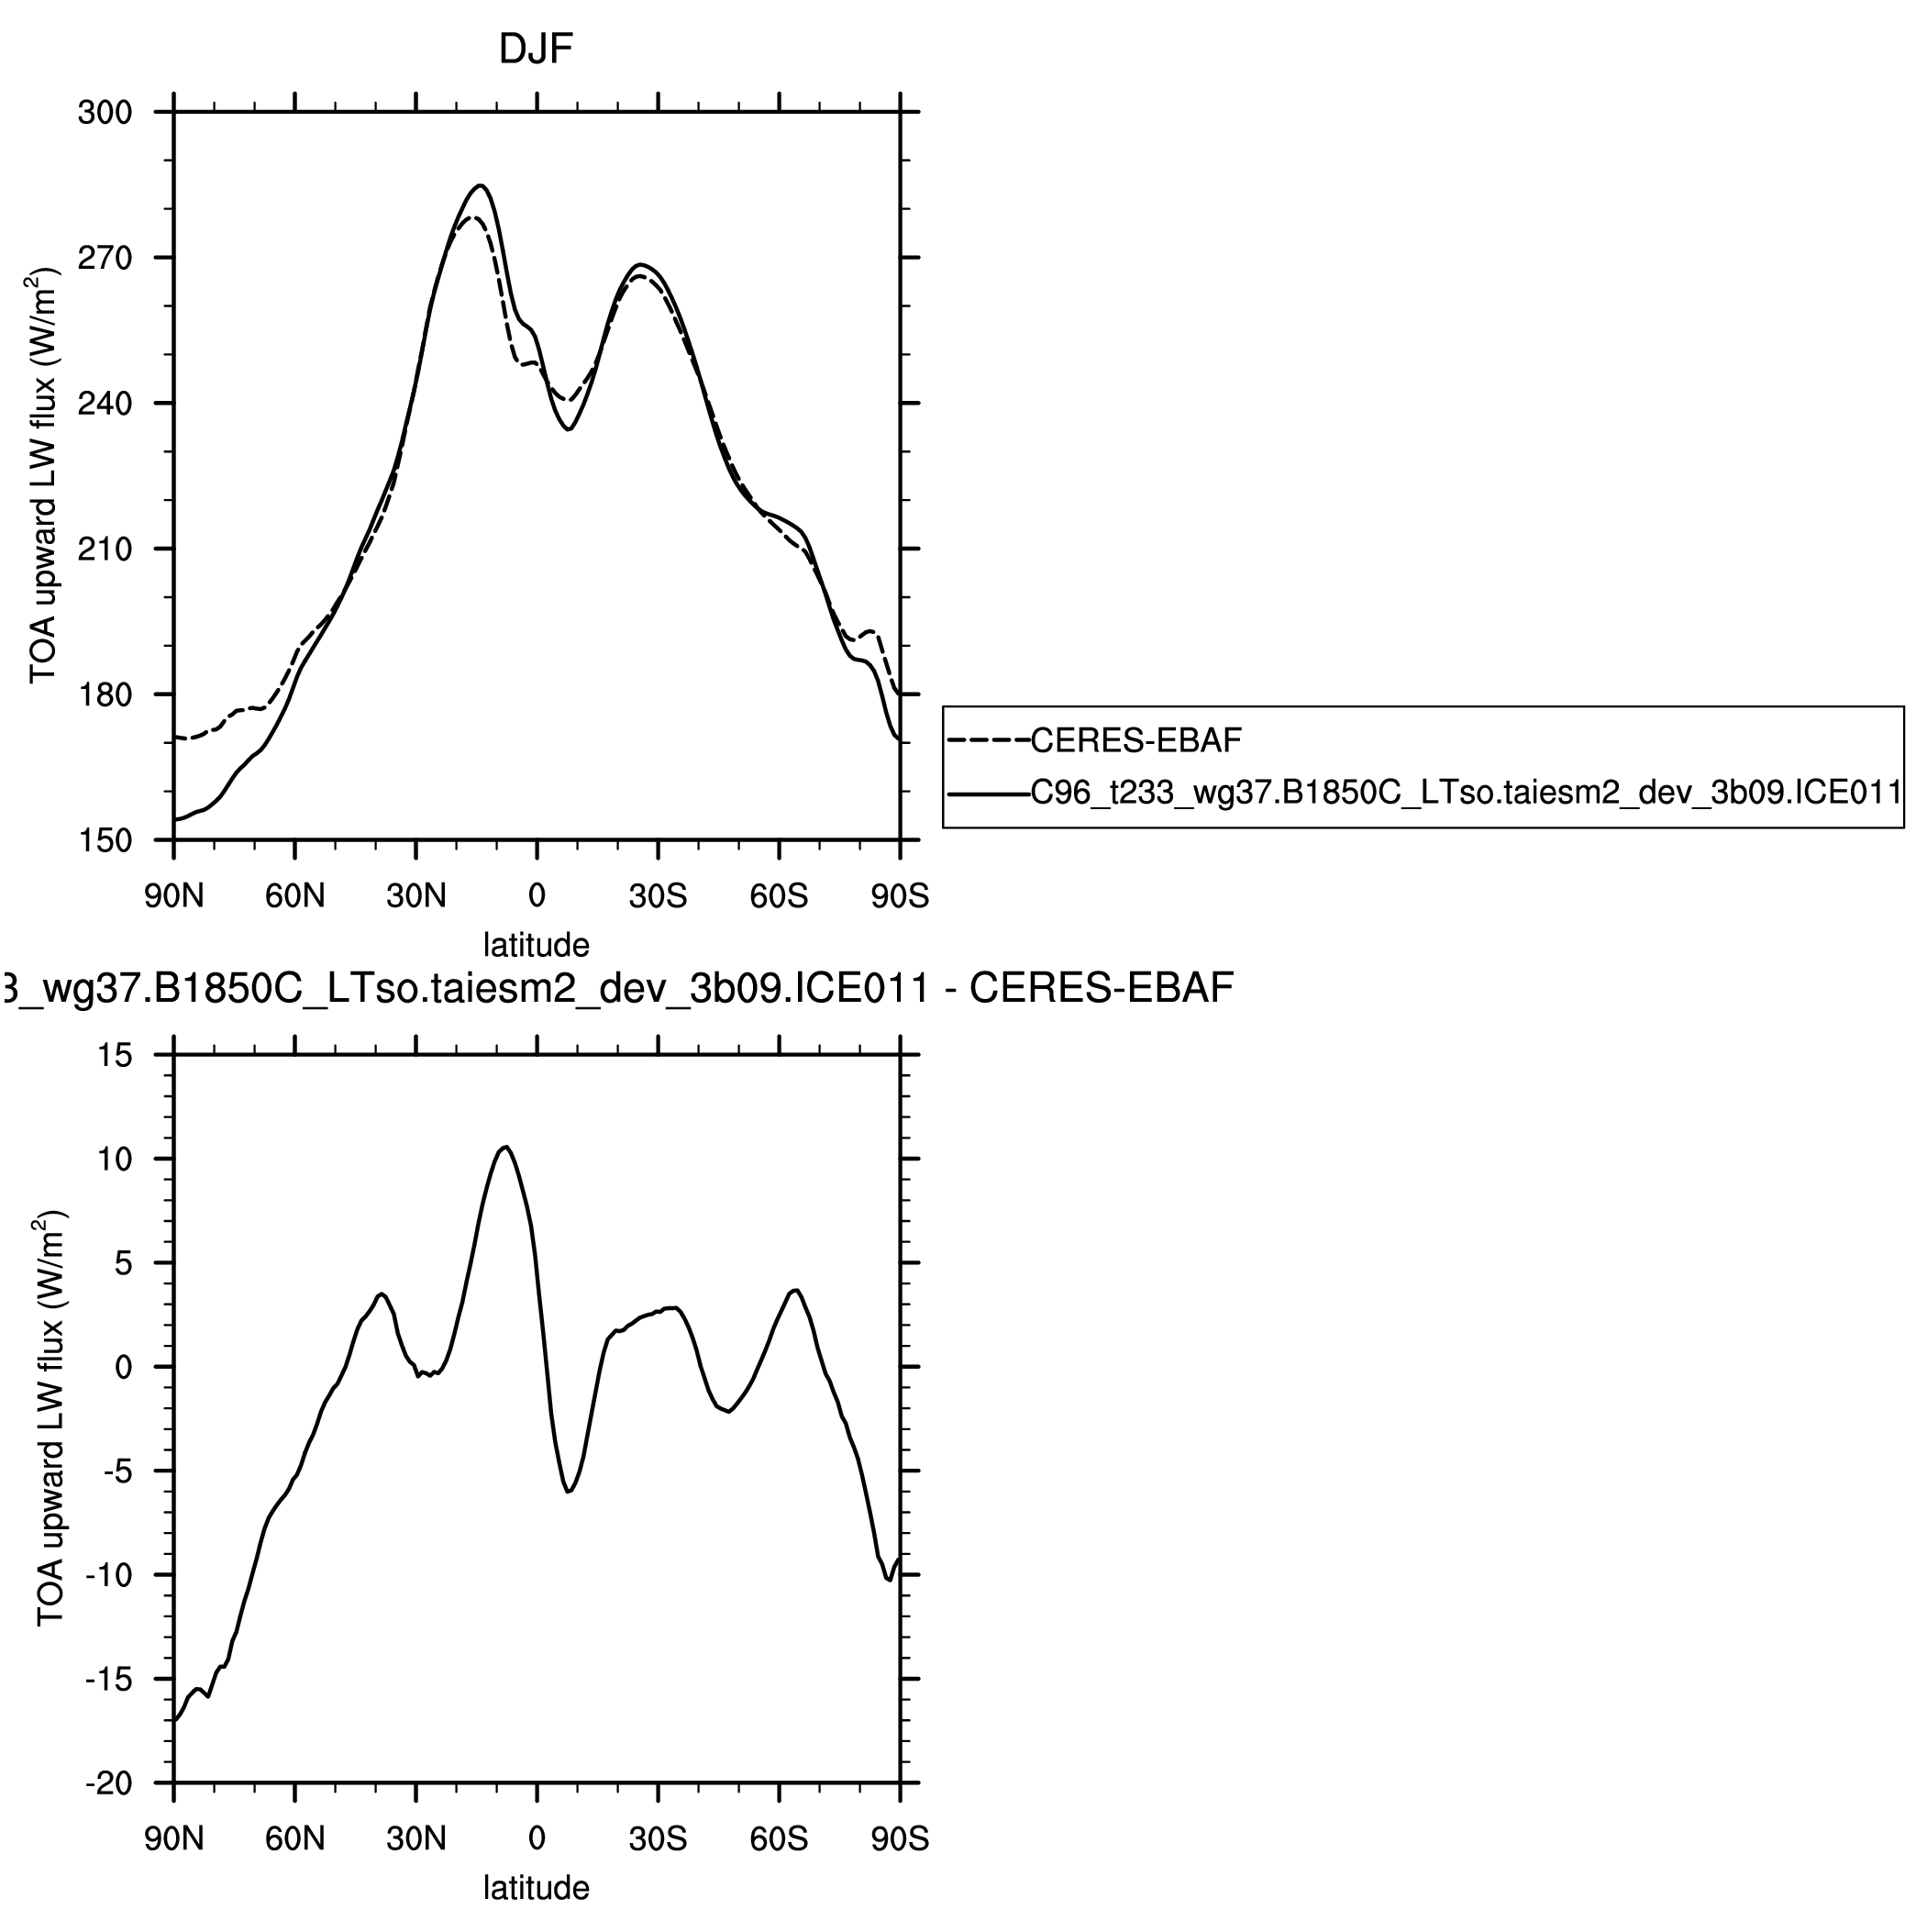 DJF
300
270
240
210
180
150
TOA upward LW flux (W/m²)
90N 60N 30N 0 30S 60S 90S
latitude
CERES-EBAF
C96_t233_wg37.B1850C_LTso.taiesm2_dev_3b09.ICE011
3_wg37.B1850C_LTso.taiesm2_dev_3b09.ICE011 - CERES-EBAF
15
10
5
0
-5
-10
-15
-20
TOA upward LW flux (W/m²)
90N 60N 30N 0 30S 60S 90S
latitude